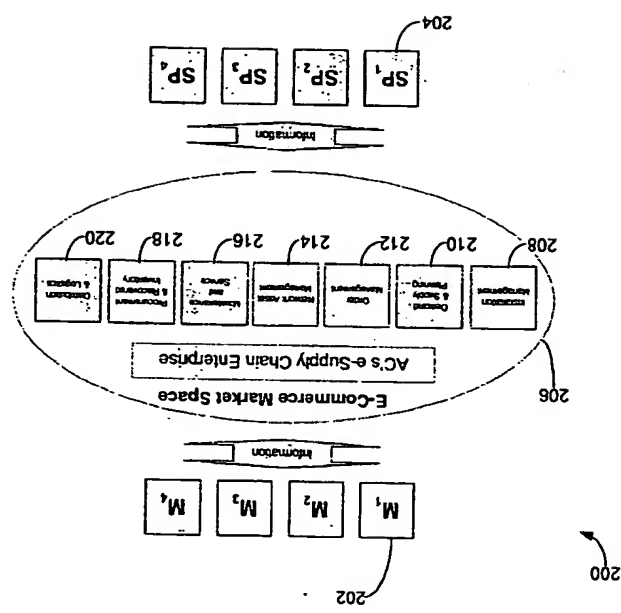 200
202
M₁ M₂ M₃ M₄
Information
206
E-Commerce Market Space
AC's e-Supply Chain Enterprise
Installation
Management
Demand
& Supply
Planning
Order
Management
Network Asset
Management
Maintenance
and
Service
Procurement
& Recovered
Inventory
Distribution
& Logistics
208 210 212 214 216 218 220
Information
SP₁ SP₂ SP₃ SP₄
204